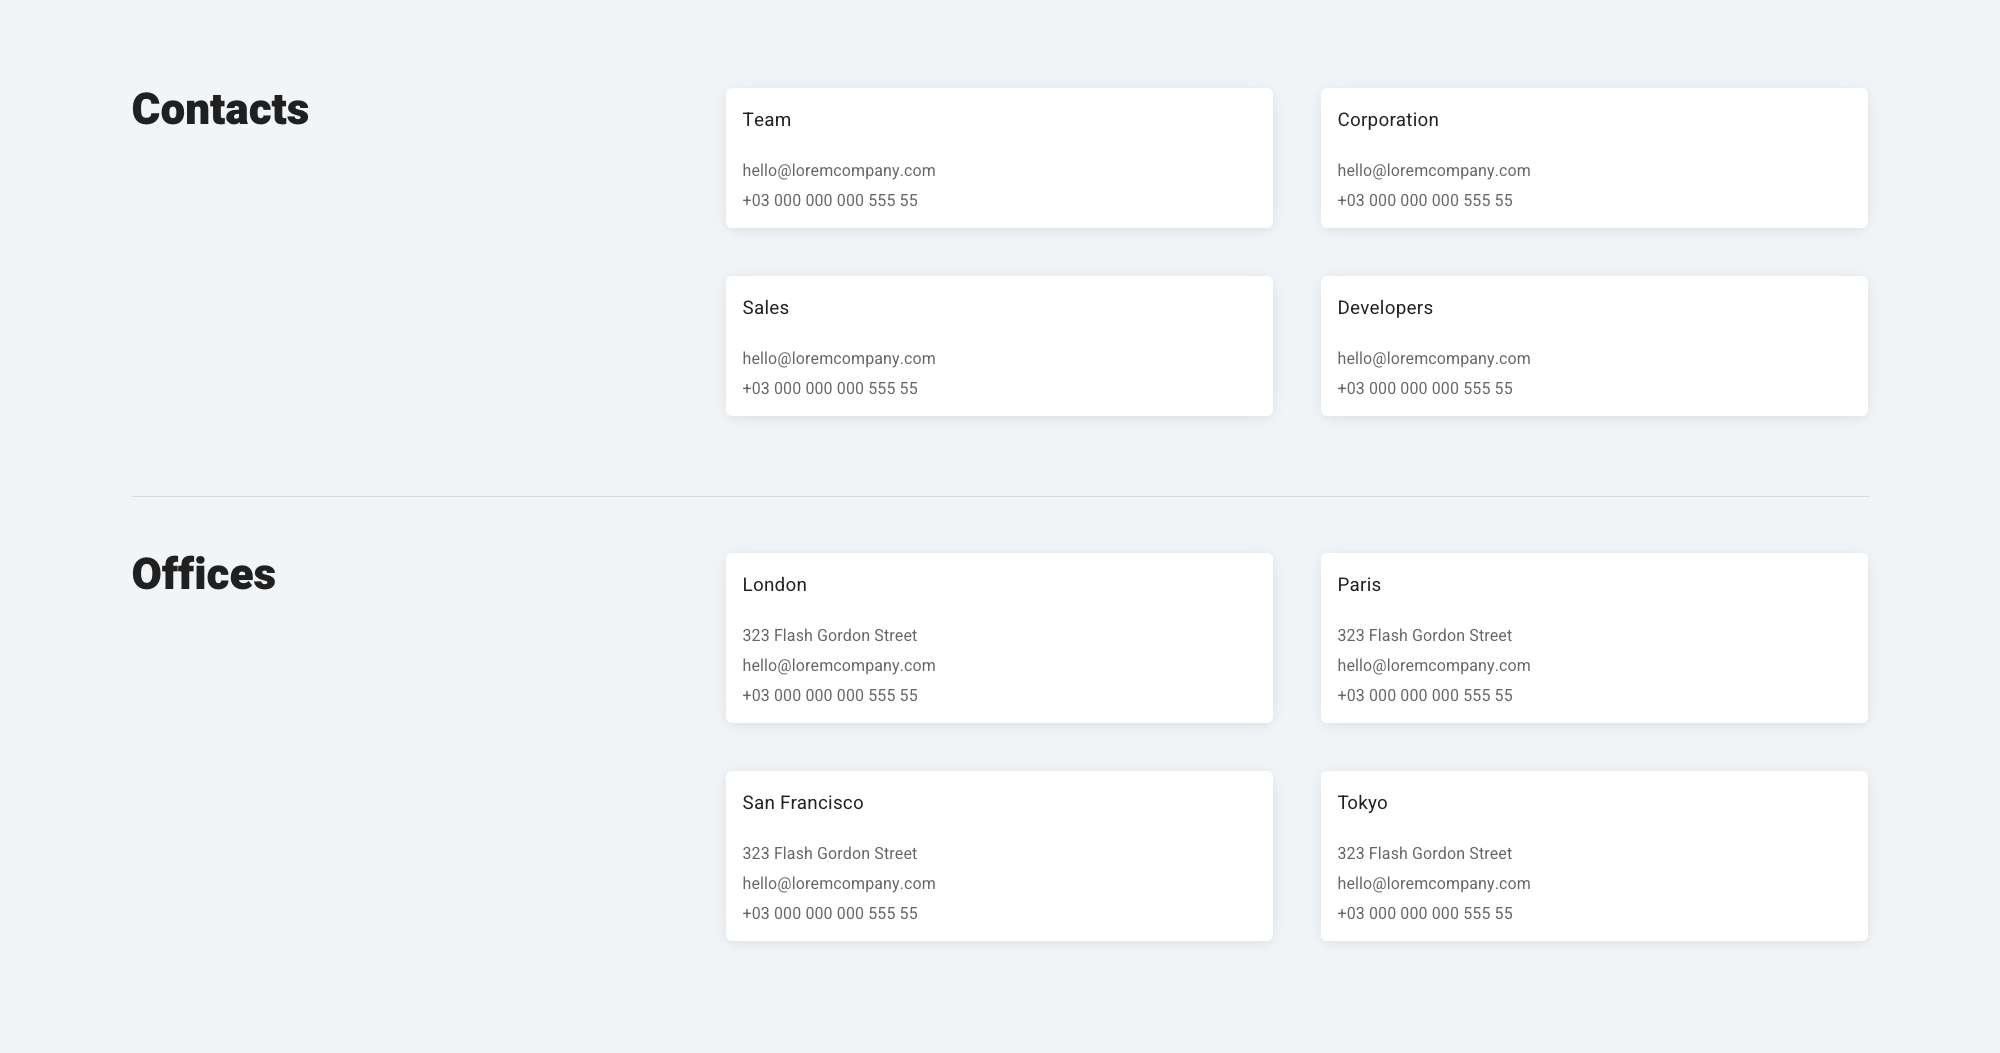 Contacts
Team
hello@loremcompany.com
+03 000 000 000 555 55
Corporation
hello@loremcompany.com
+03 000 000 000 555 55
Sales
hello@loremcompany.com
+03 000 000 000 555 55
Developers
hello@loremcompany.com
+03 000 000 000 555 55
Offices
London
323 Flash Gordon Street
hello@loremcompany.com
+03 000 000 000 555 55
Paris
323 Flash Gordon Street
hello@loremcompany.com
+03 000 000 000 555 55
San Francisco
323 Flash Gordon Street
hello@loremcompany.com
+03 000 000 000 555 55
Tokyo
323 Flash Gordon Street
hello@loremcompany.com
+03 000 000 000 555 55